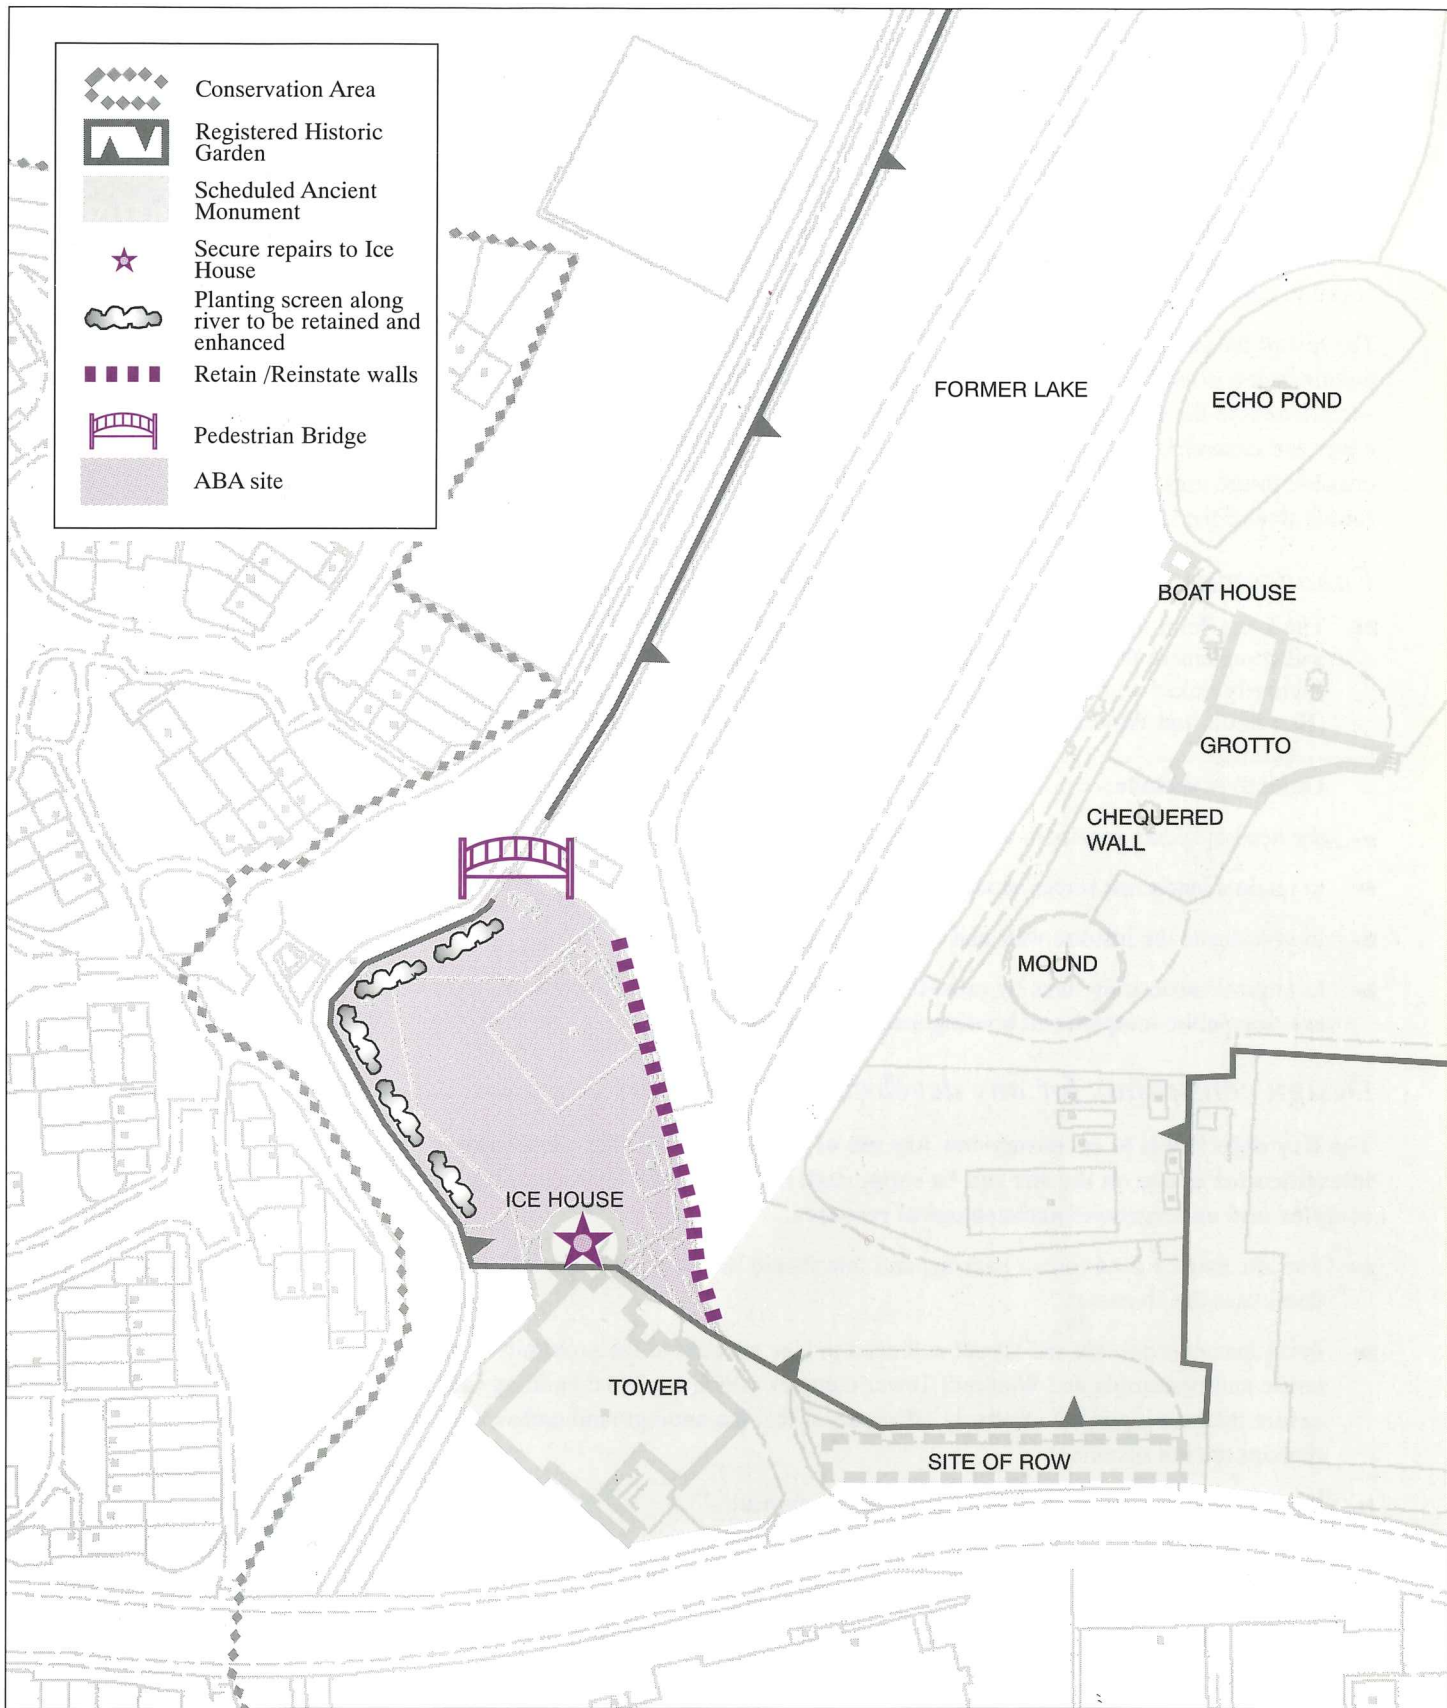 Conservation Area
Registered Historic
Garden
Scheduled Ancient
Monument
Secure repairs to Ice
House
Planting screen along
river to be retained and
enhanced
Retain /Reinstate walls
Pedestrian Bridge
ABA site
FORMER LAKE
ECHO POND
BOAT HOUSE
GROTTO
CHEQUERED
WALL
MOUND
ICE HOUSE
TOWER
SITE OF ROW